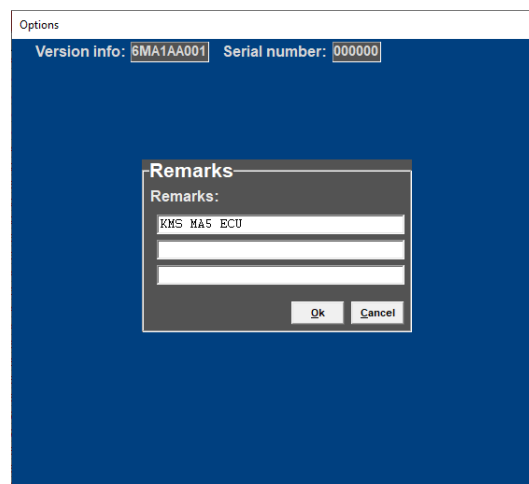 Options
Version info: 6MA1AA001 Serial number: 000000
Remarks
Remarks:
KMS MA5 ECU
Ok Cancel